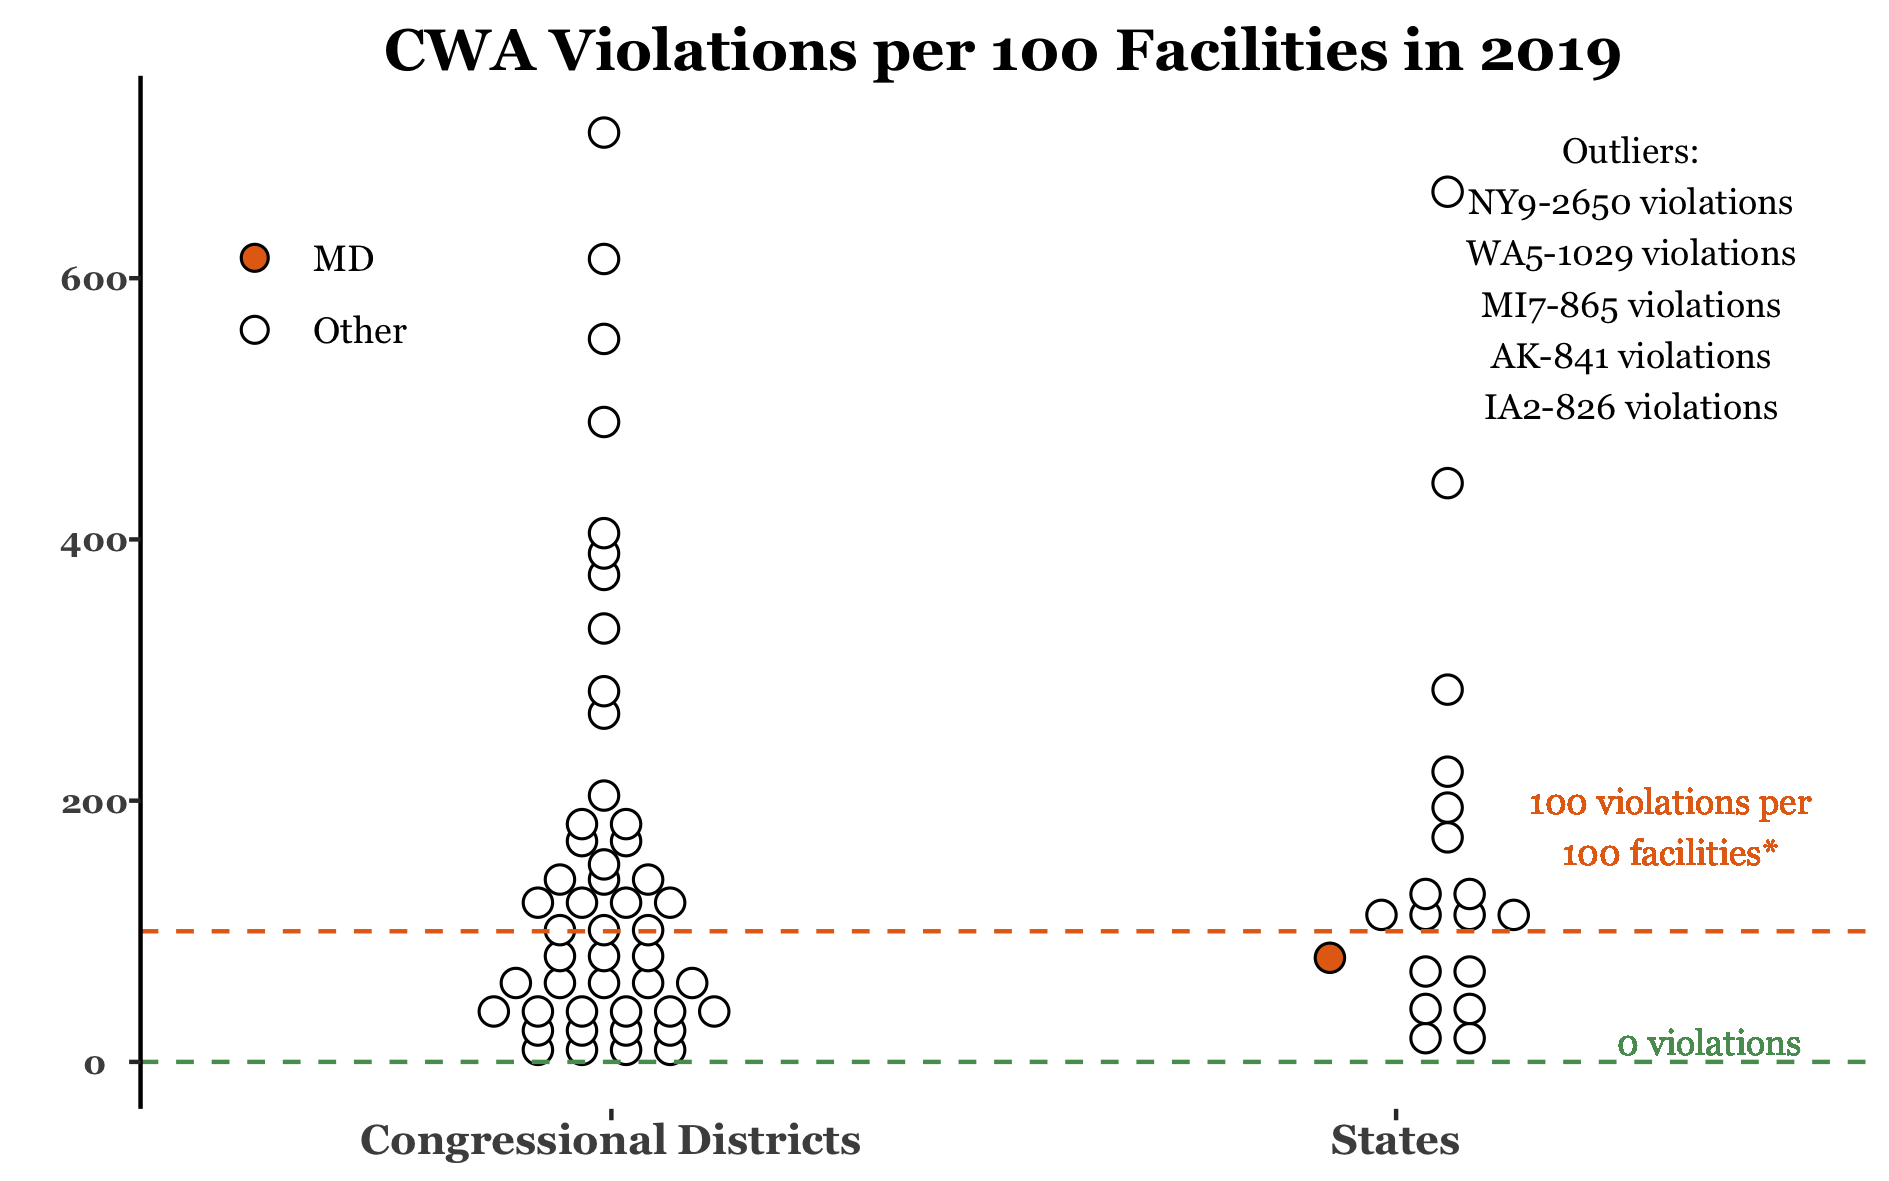 CWA Violations per 100 Facilities in 2019
Outliers:
NY9-2650 violations
WA5-1029 violations
MI7-865 violations
AK-841 violations
IA2-826 violations
MD
Other
600
400
200
0
100 violations per
100 facilities*
0 violations
Congressional Districts
States